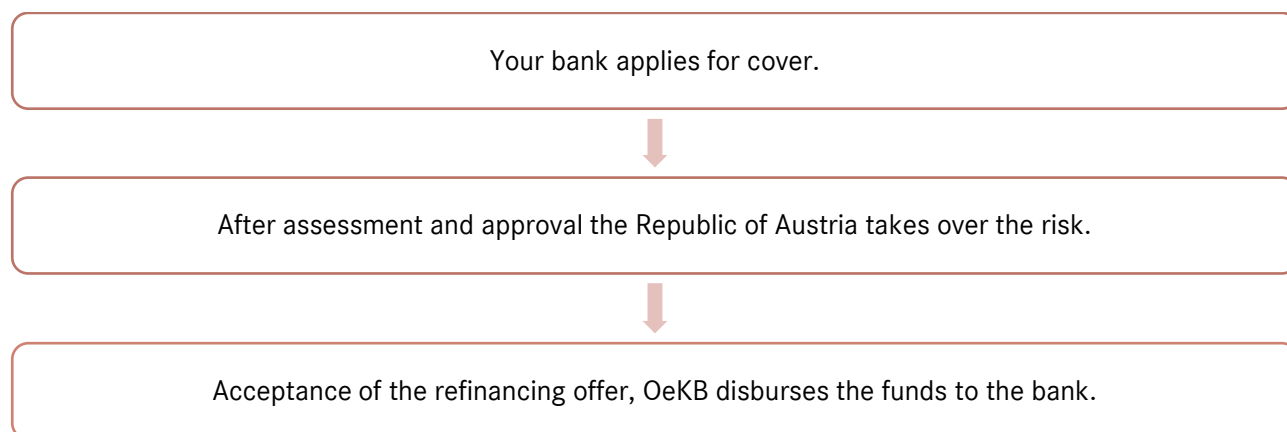 Your bank applies for cover.
After assessment and approval the Republic of Austria takes over the risk.
Acceptance of the refinancing offer, OeKB disburses the funds to the bank.